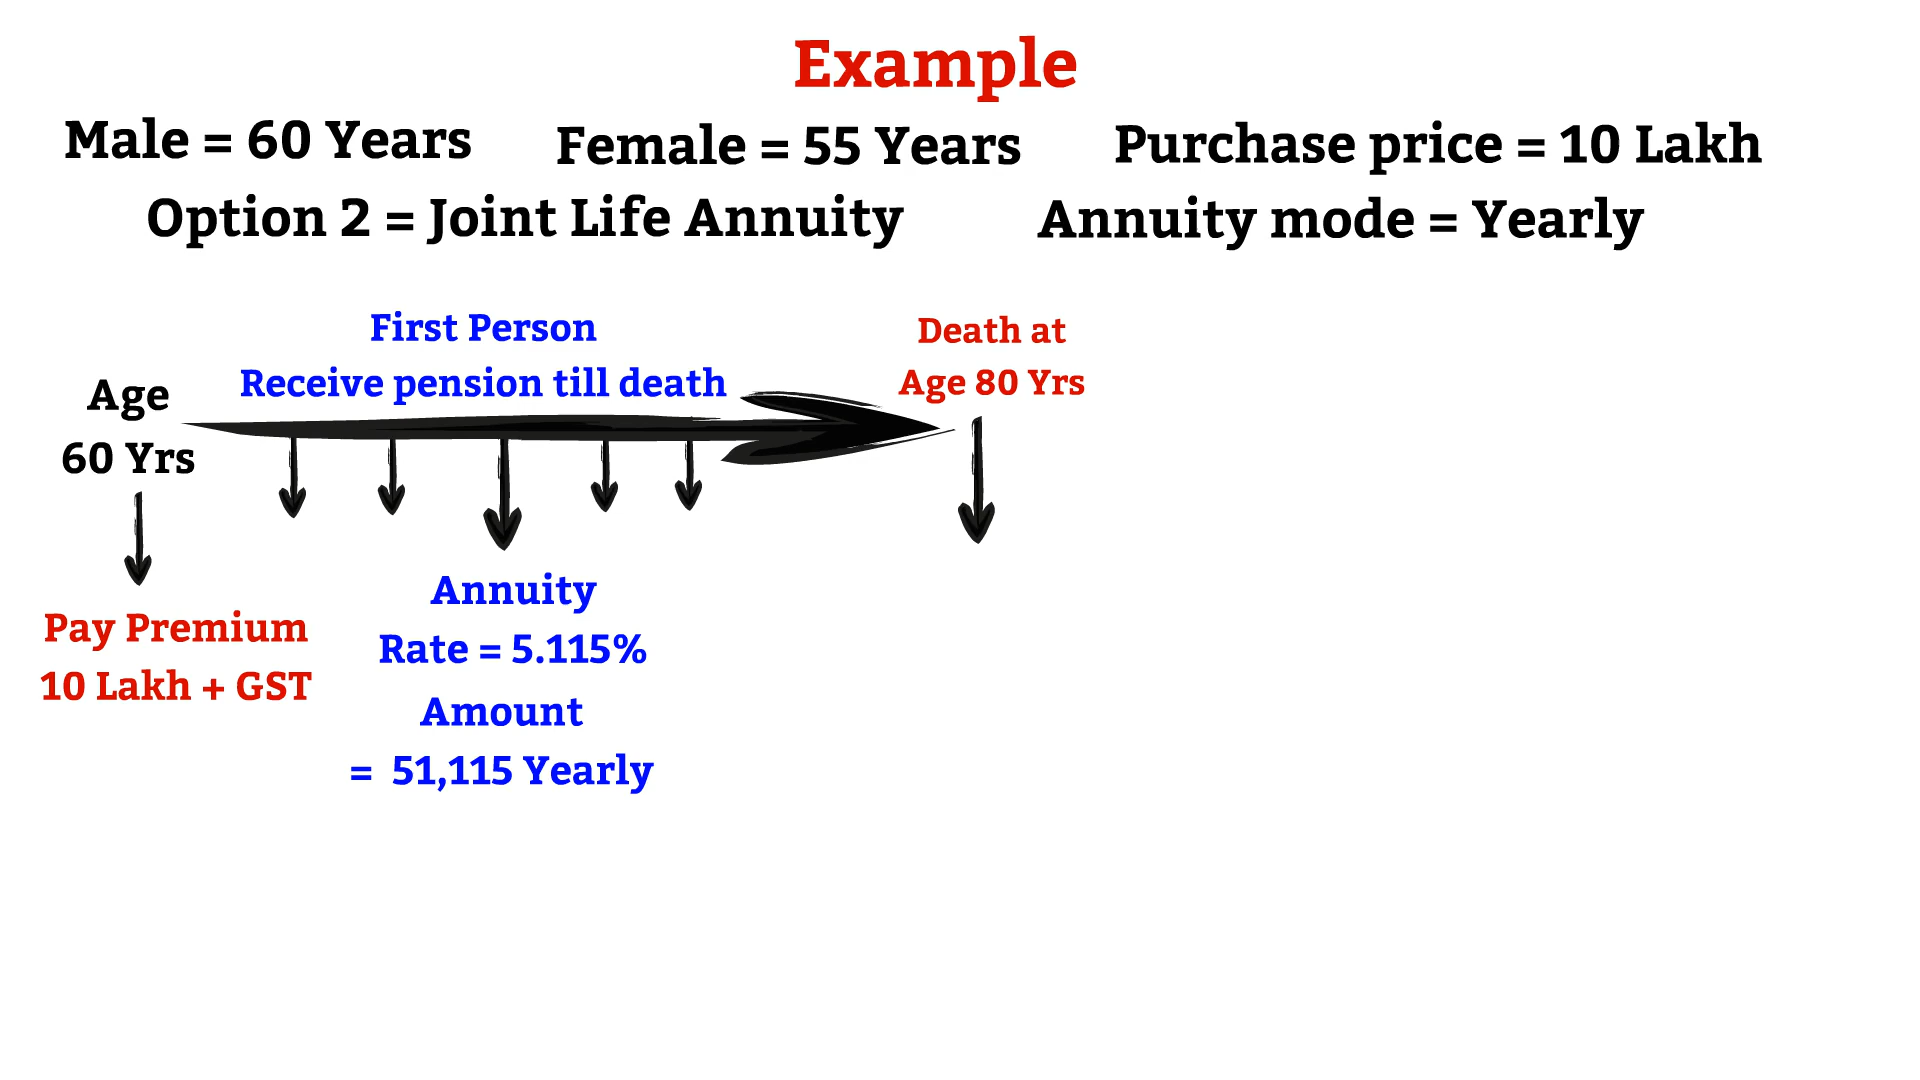 Example
Male = 60 Years
Female = 55 Years
Purchase price = 10 Lakh
Option 2 = Joint Life Annuity
Annuity mode = Yearly
First Person
Receive pension till death
Death at
Age 80 Yrs
Age
60 Yrs
Pay Premium
10 Lakh + GST
Annuity
Rate = 5.115%
Amount
= 51,115 Yearly